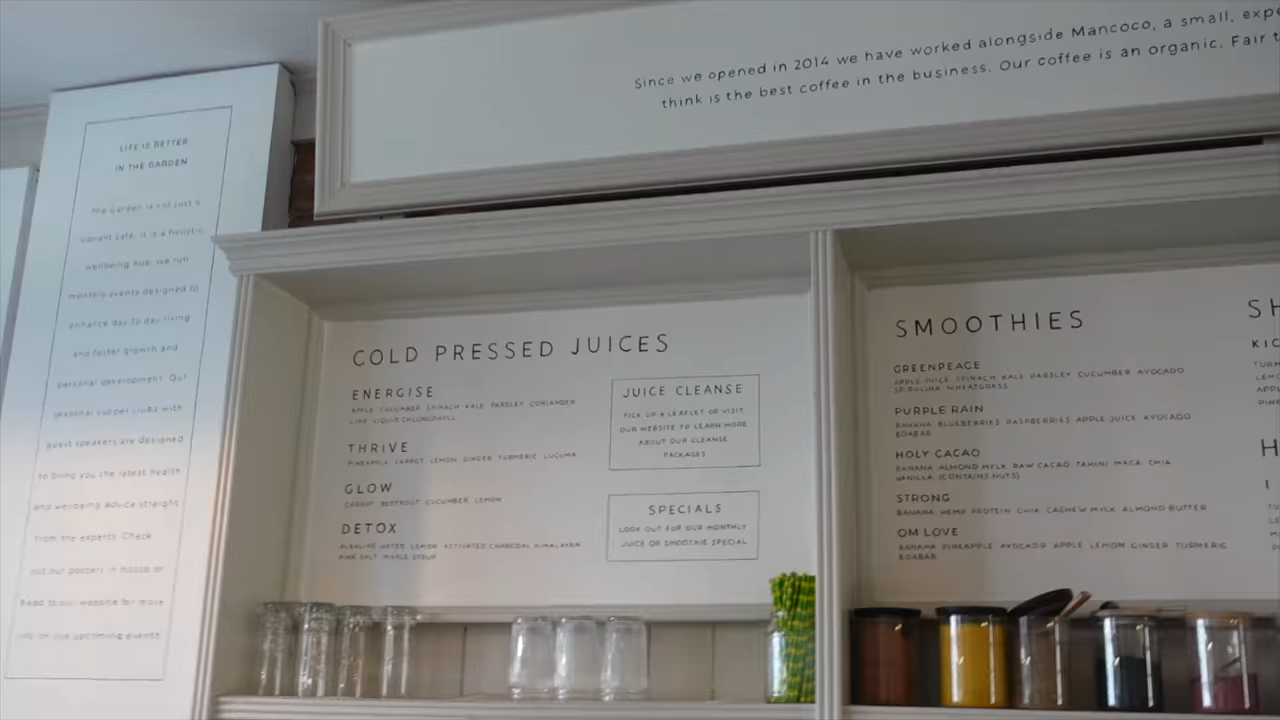 Since we opened in 2014 we have worked alongside Mancoco, a small,
think is the best coffee in the business. Our coffee is an organic, Fair
LIFE IS BETTER
IN THE GARDEN
The Garden is not just a
vibrant cafe, it is a holistic
wellbeing hub. we run
monthly events designed to
enhance day to day living
and foster growth and
personal development. Our
seasonal supper clubs with
guest speakers are designed
to bring you the latest health
and wellbeing advice straight
from the experts. Check
out our posters in house or
head to our website for more
info on our upcoming events.
COLD PRESSED JUICES
ENERGISE
APPLE CUCUMBER SPINACH KALE PARSLEY CORIANDER
LIME LIQUID CHLOROPHYLL
THRIVE
PINEAPPLE CARROT LEMON GINGER TURMERIC LUCUMA
GLOW
CARROT BEETROOT CUCUMBER LEMON
DETOX
ALKALINE WATER LEMON ACTIVATED CHARCOAL HIMALAYAN
PINK SALT MAPLE SYRUP
JUICE CLEANSE
PICK UP A LEAFLET OR VISIT
OUR WEBSITE TO LEARN MORE
ABOUT OUR CLEANSE
PACKAGES
SPECIALS
LOOK OUT FOR OUR MONTHLY
JUICE OR SMOOTHIE SPECIAL
SMOOTHIES
GREENPEACE
APPLE JUICE SPINACH KALE PARSLEY CUCUMBER AVOCADO
SPIRULINA WHEATGRASS
PURPLE RAIN
BANANA BLUEBERRIES RASPBERRIES APPLE JUICE AVOCADO
BOABAB
HOLY CACAO
BANANA ALMOND MYLK RAW CACAO TAHINI MACA CHIA
VANILLA (CONTAINS NUTS)
STRONG
BANANA HEMP PROTEIN CHIA CASHEW MYLK ALMOND BUTTER
OM LOVE
BANANA PINEAPPLE AVOCADO APPLE LEMON GINGER TURMERIC
BOABAB